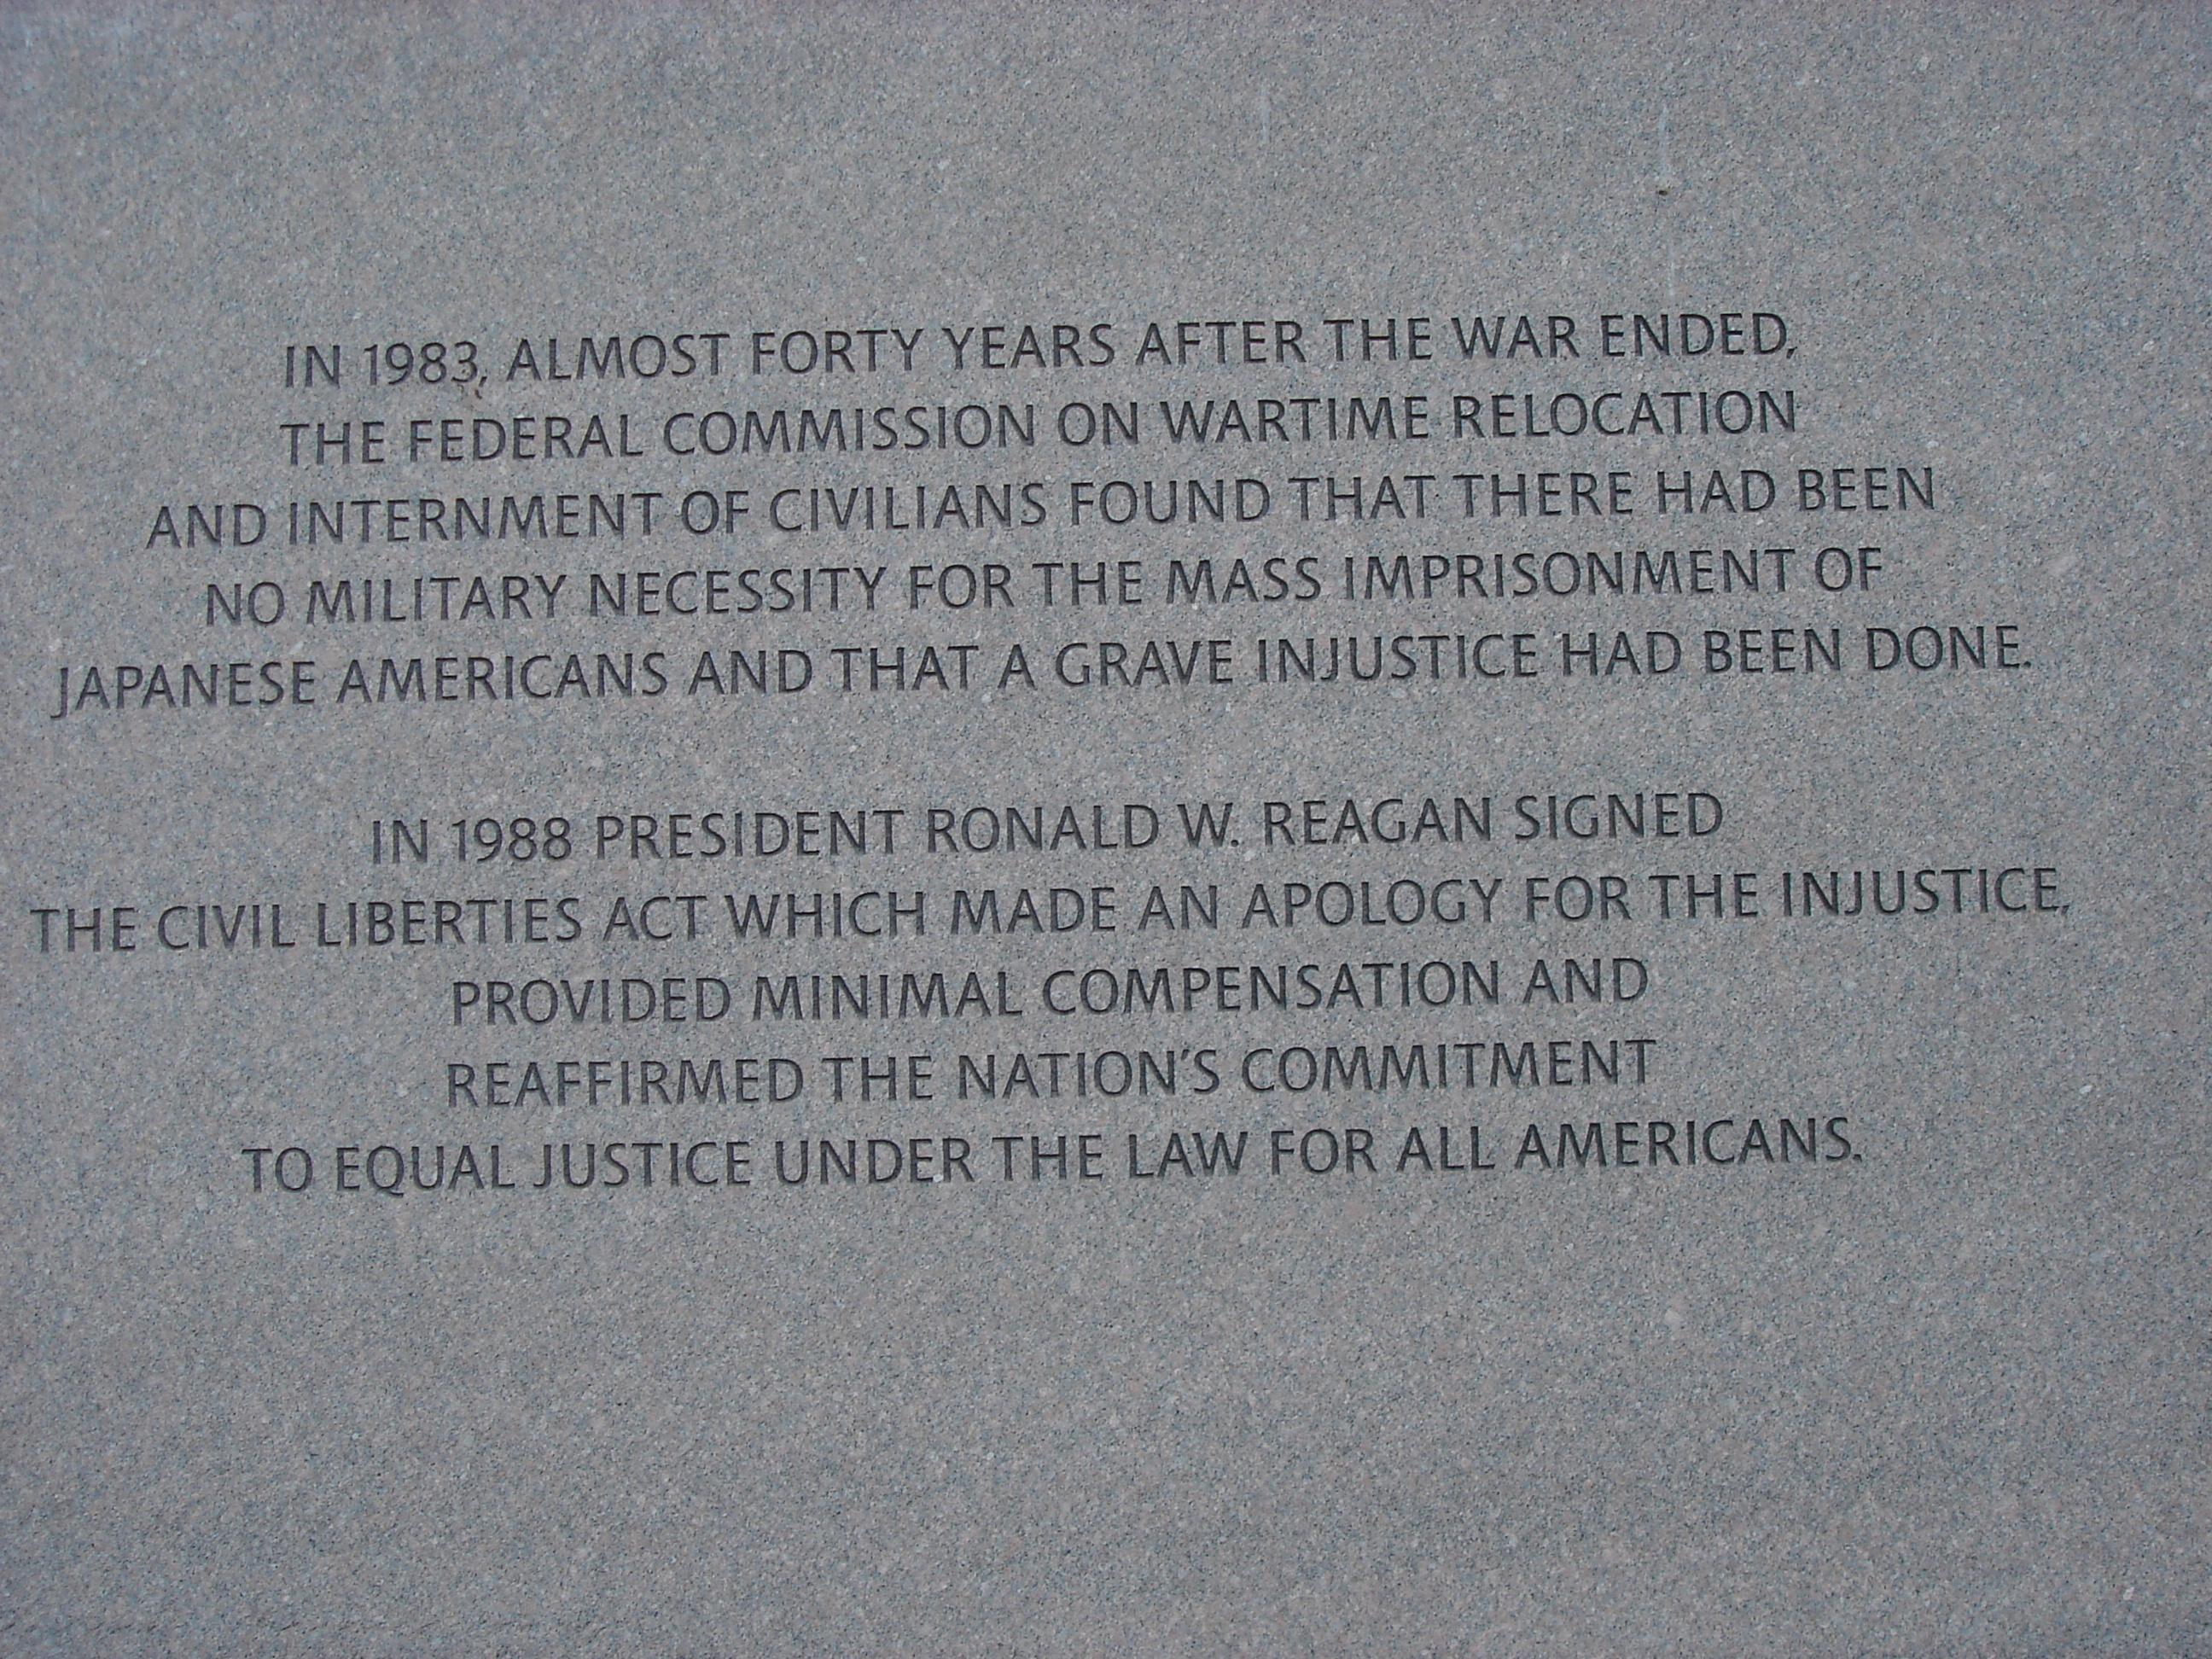 IN 1983, ALMOST FORTY YEARS AFTER THE WAR ENDED,
THE FEDERAL COMMISSION ON WARTIME RELOCATION
AND INTERNMENT OF CIVILIANS FOUND THAT THERE HAD BEEN
NO MILITARY NECESSITY FOR THE MASS IMPRISONMENT OF
JAPANESE AMERICANS AND THAT A GRAVE INJUSTICE HAD BEEN DONE.
IN 1988 PRESIDENT RONALD W. REAGAN SIGNED
THE CIVIL LIBERTIES ACT WHICH MADE AN APOLOGY FOR THE INJUSTICE,
PROVIDED MINIMAL COMPENSATION AND
REAFFIRMED THE NATION'S COMMITMENT
TO EQUAL JUSTICE UNDER THE LAW FOR ALL AMERICANS.